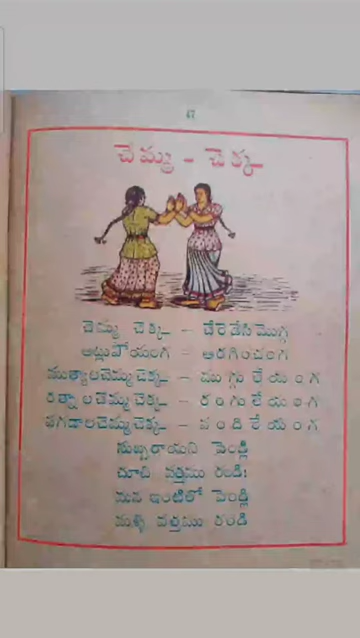 47
చెమ్మ - చెక్క
చెమ్మ చెక్క - చేరెడేసి మొగ్గ
అట్లుపోయంగ - ఆరగించంగ
ముత్యాలచెమ్మచెక్క - ముగ్గులేయంగ
రత్నాలచెమ్మచెక్క - రంగులేయంగ
పగడాలచెమ్మచెక్క - పందిలేయంగ
సుబ్బరాయని పెండ్లి
చూచి వత్తము రండి!
మన ఇంటిలో పెండ్లి
మళ్ళి వత్తము రండి